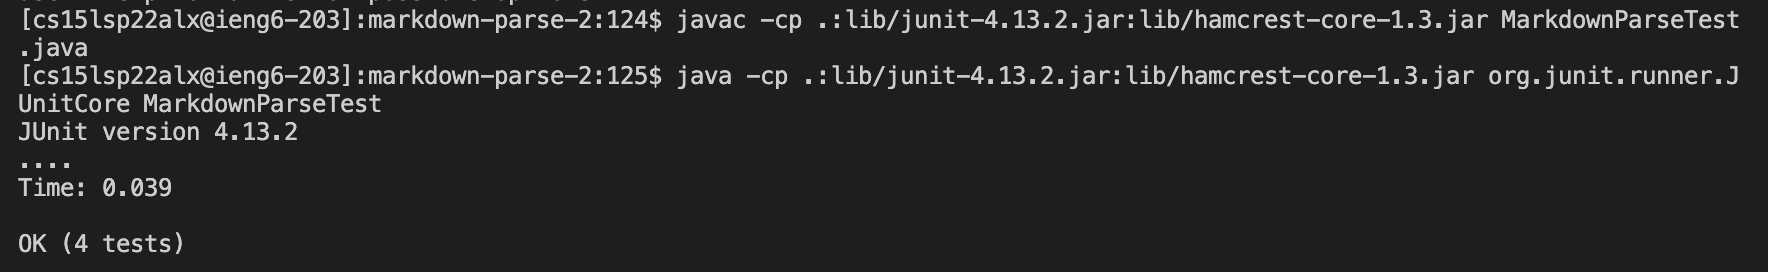 [cs15lsp22alx@ieng6-203]:markdown-parse-2:124$ javac -cp .:lib/junit-4.13.2.jar:lib/hamcrest-core-1.3.jar MarkdownParseTest
.java
[cs15lsp22alx@ieng6-203]:markdown-parse-2:125$ java -cp .:lib/junit-4.13.2.jar:lib/hamcrest-core-1.3.jar org.junit.runner.J
UnitCore MarkdownParseTest
JUnit version 4.13.2
....
Time: 0.039
OK (4 tests)